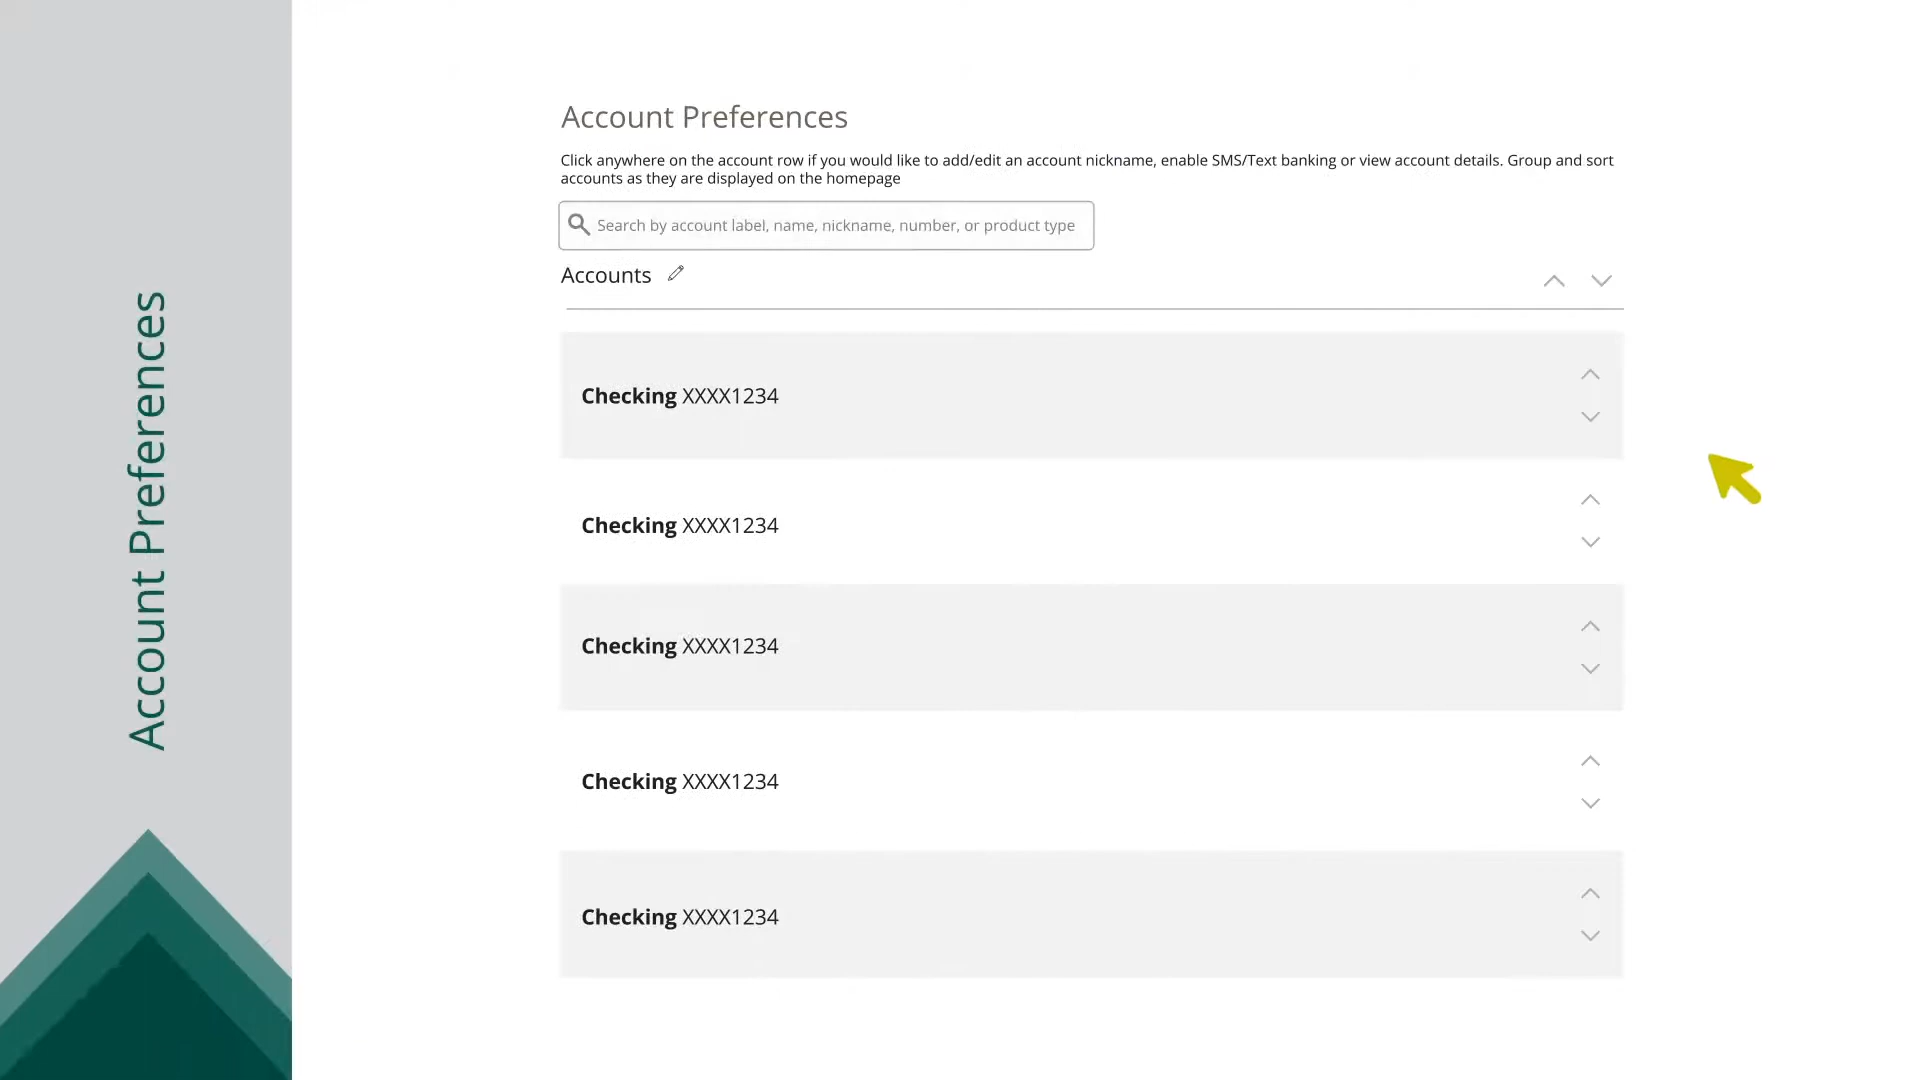 Account Preferences
Account Preferences
Click anywhere on the account row if you would like to add/edit an account nickname, enable SMS/Text banking or view account details. Group and sort
accounts as they are displayed on the homepage
Search by account label, name, nickname, number, or product type
Accounts
Checking XXXX1234
Checking XXXX1234
Checking XXXX1234
Checking XXXX1234
Checking XXXX1234